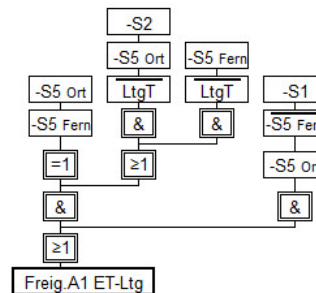 -S2
-S5 Ort
-S5 Fern
-S5 Ort
LtgT
LtgT
-S1
-S5 Fern
&
&
-S5 Fern
=1
≥1
-S5 Ort
&
&
≥1
Freig.A1 ET-Ltg